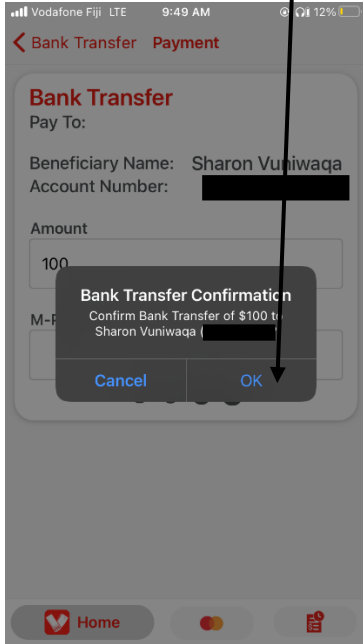 Vodafone Fiji LTE 9:49 AM 12%
Bank Transfer Payment
Bank Transfer
Pay To:
Beneficiary Name: Sharon Vuniwaqa
Account Number:
Amount
100
Bank Transfer Confirmation
Confirm Bank Transfer of $100 to
Sharon Vuniwaqa (
Cancel OK
Home